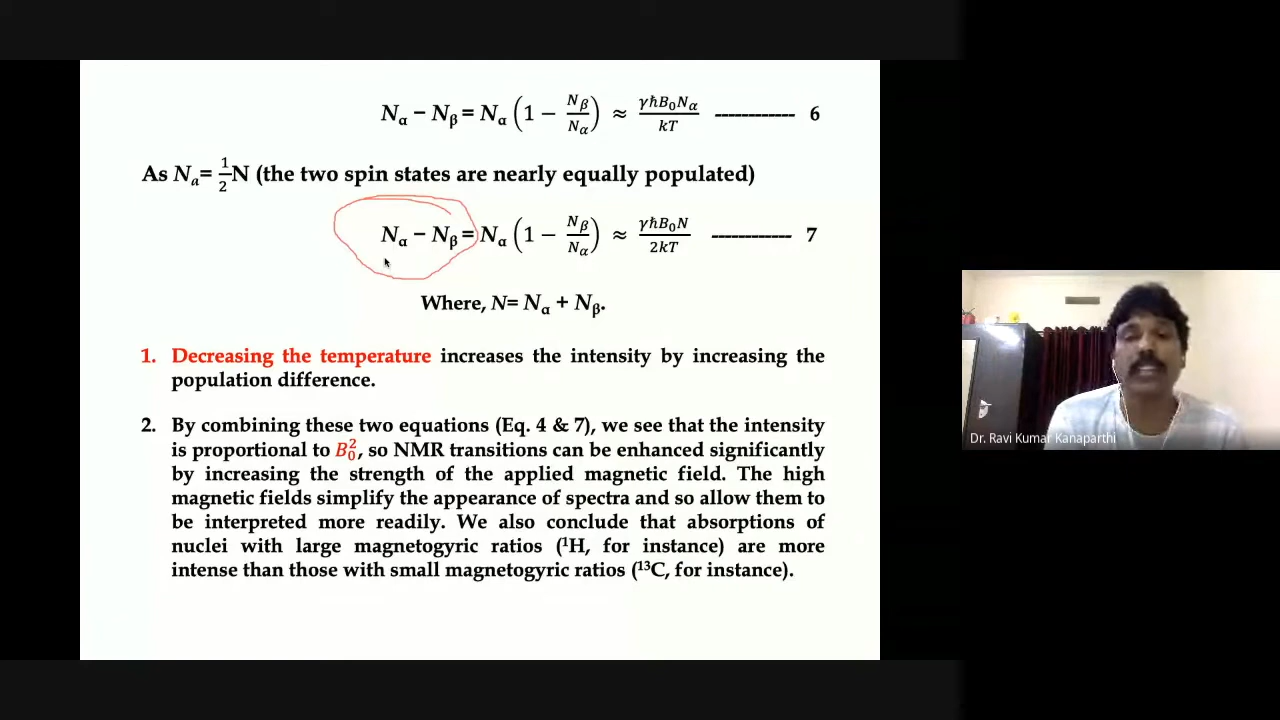 Nα − Nβ = Nα (1 − Nβ/Nα) ≈ γħB₀Nα/kT ------------ 6
As Nₐ= 1/2N (the two spin states are nearly equally populated)
Nα − Nβ = Nα (1 − Nβ/Nα) ≈ γħB₀N/2kT ------------ 7
Where, N= Nα + Nβ.
1. Decreasing the temperature increases the intensity by increasing the
population difference.
2. By combining these two equations (Eq. 4 & 7), we see that the intensity
is proportional to B₀², so NMR transitions can be enhanced significantly
by increasing the strength of the applied magnetic field. The high
magnetic fields simplify the appearance of spectra and so allow them to
be interpreted more readily. We also conclude that absorptions of
nuclei with large magnetogyric ratios (¹H, for instance) are more
intense than those with small magnetogyric ratios (¹³C, for instance).
Dr. Ravi Kumar Kanaparthi